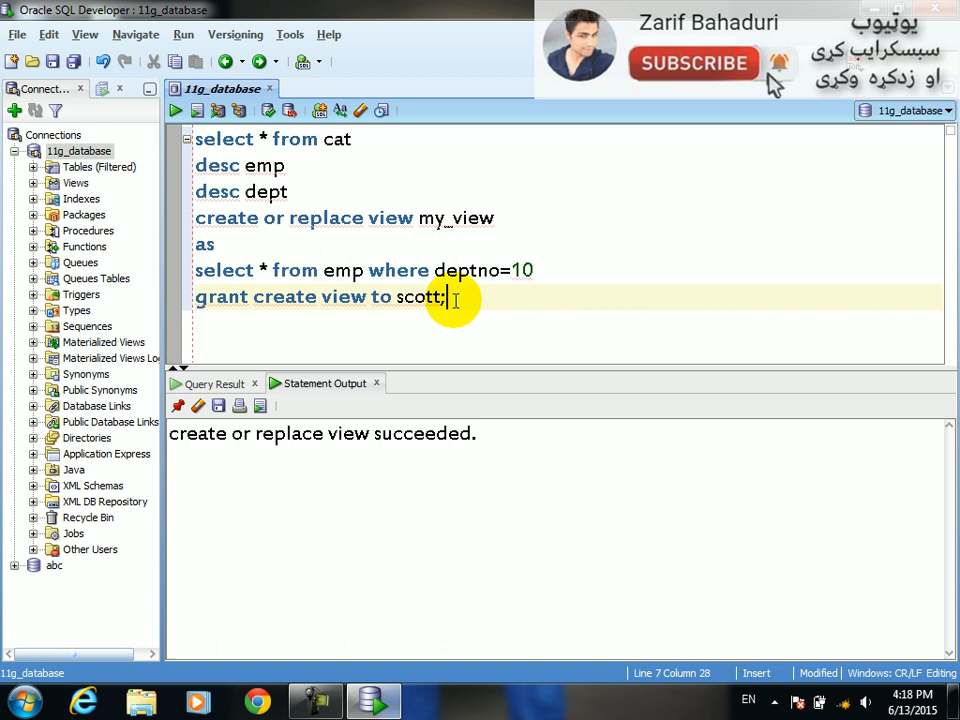 Oracle SQL Developer : 11g_database
Zarif Bahaduri
SUBSCRIBE
یوټیوب
سبسکرایب کړی
او زدکړه وکړی
File Edit View Navigate Run Versioning Tools Help
Connect...
11g_database
11g_database
Connections
11g_database
Tables (Filtered)
Views
Indexes
Packages
Procedures
Functions
Queues
Queues Tables
Triggers
Types
Sequences
Materialized Views
Materialized Views Lo
Synonyms
Public Synonyms
Database Links
Public Database Links
Directories
Application Express
Java
XML Schemas
XML DB Repository
Recycle Bin
Jobs
Other Users
abc
select * from cat
desc emp
desc dept
create or replace view my_view
as
select * from emp where deptno=10
grant create view to scott;
Query Result
Statement Output
create or replace view succeeded.
11g_database
Line 7 Column 28
Insert
Modified
Windows: CR/LF Editing
EN
4:18 PM
6/13/2015